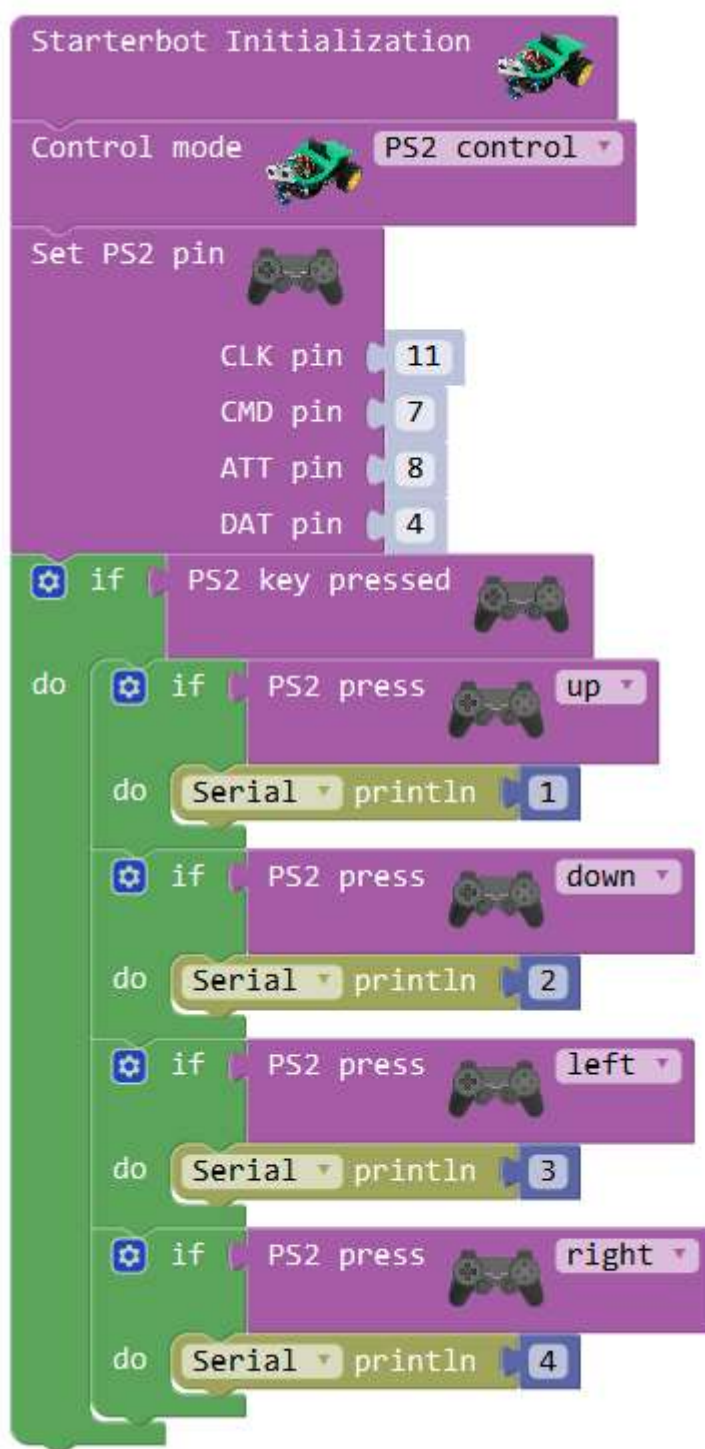 Starterbot Initialization
Control mode PS2 control
Set PS2 pin
CLK pin 11
CMD pin 7
ATT pin 8
DAT pin 4
if PS2 key pressed
do if PS2 press up
do Serial println 1
if PS2 press down
do Serial println 2
if PS2 press left
do Serial println 3
if PS2 press right
do Serial println 4